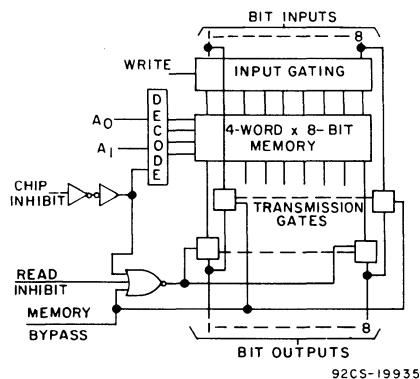 BIT INPUTS
1 8
WRITE
INPUT GATING
DECODE
A0
A1
4-WORD x 8-BIT
MEMORY
CHIP
INHIBIT
TRANSMISSION
GATES
READ
INHIBIT
MEMORY
BYPASS
1 8
BIT OUTPUTS
92CS-19935